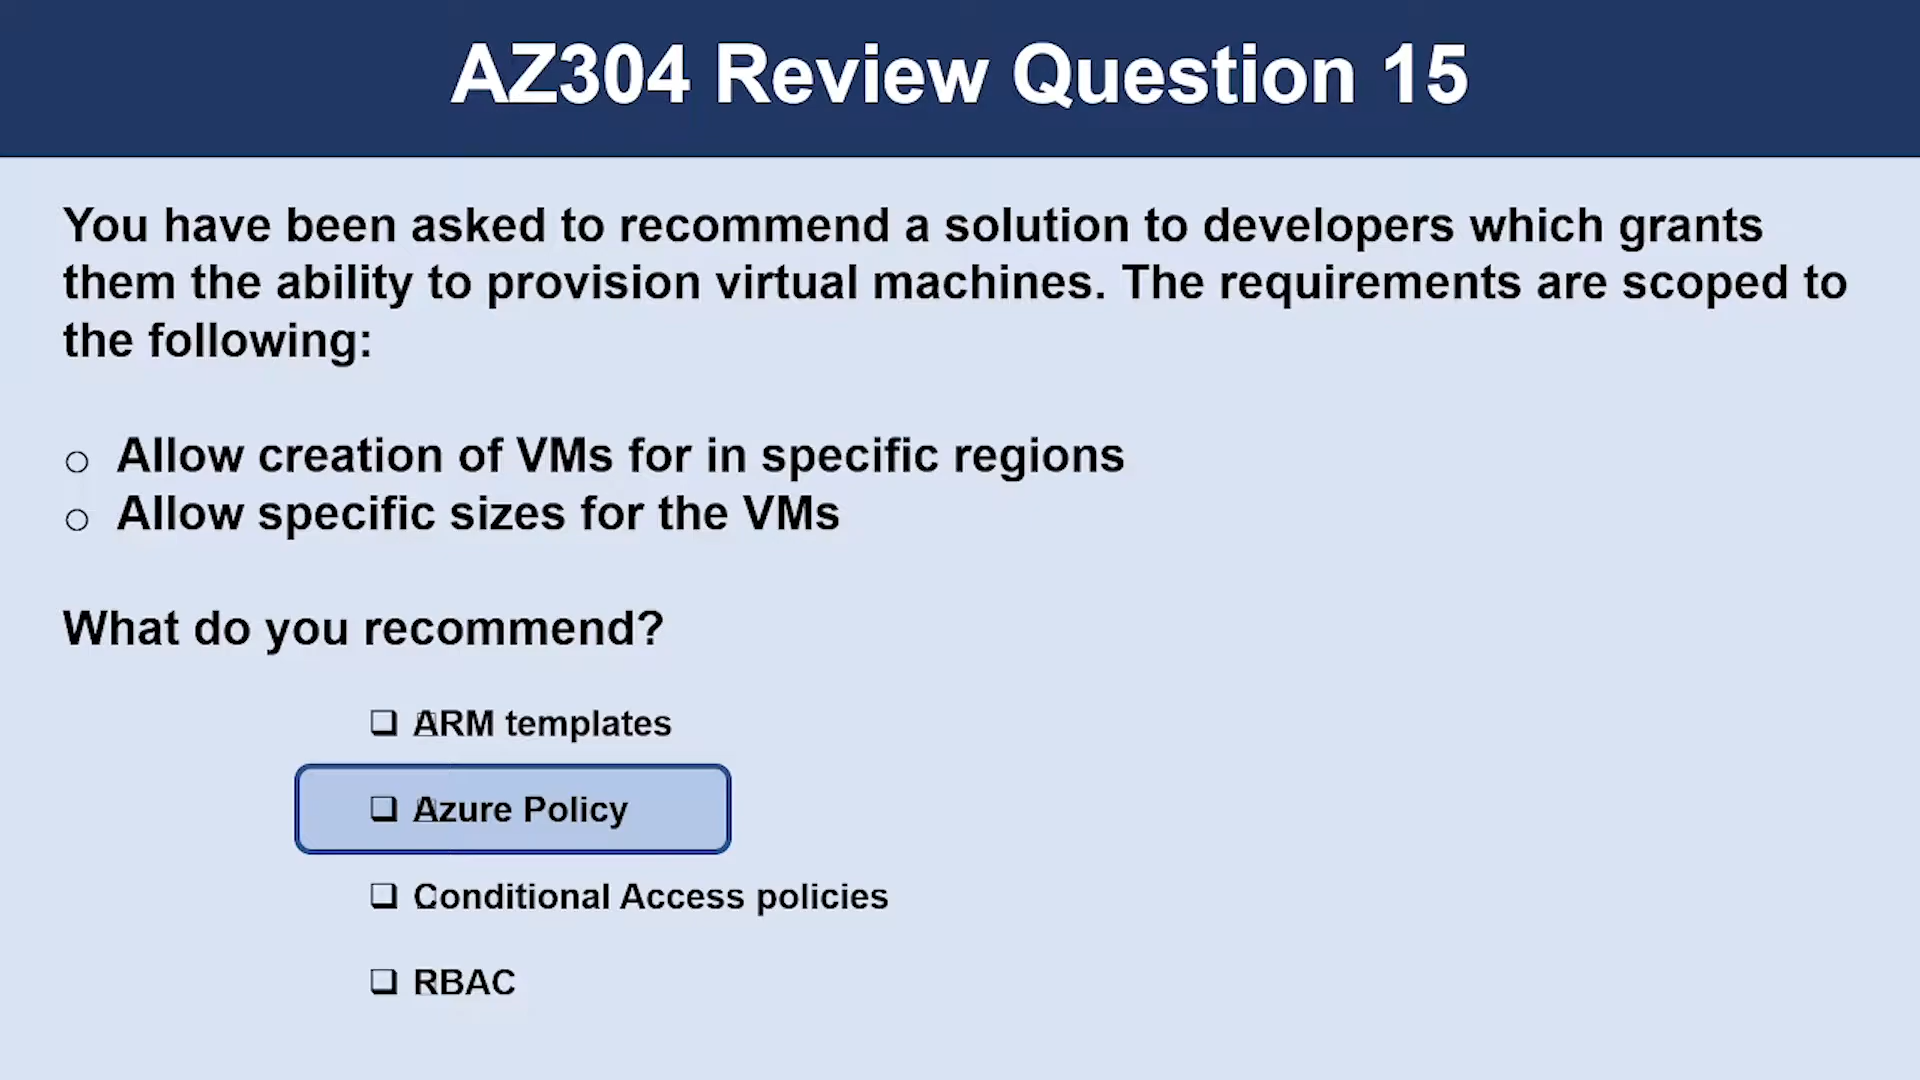 AZ304 Review Question 15
You have been asked to recommend a solution to developers which grants
them the ability to provision virtual machines. The requirements are scoped to
the following:
○ Allow creation of VMs for in specific regions
○ Allow specific sizes for the VMs
What do you recommend?
❑ ARM templates
❑ Azure Policy
❑ Conditional Access policies
❑ RBAC